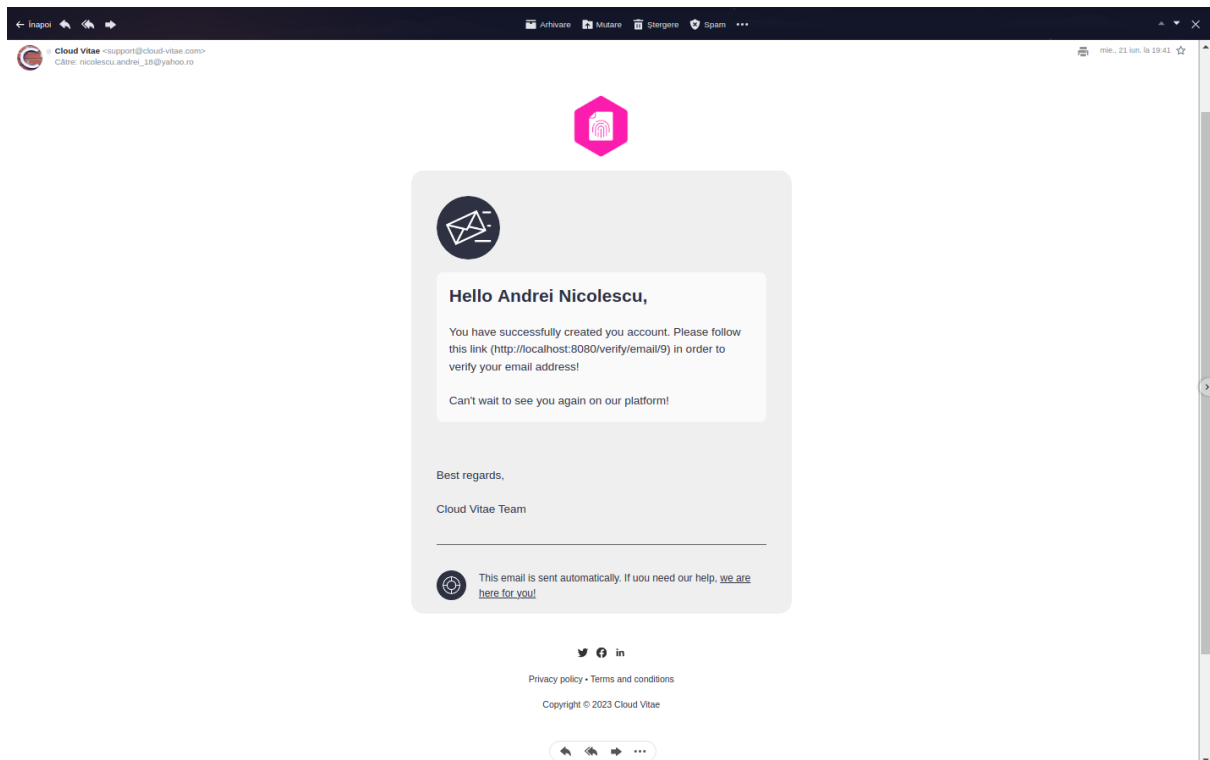 Înapoi
Arhivare Mutare Ștergere Spam
Cloud Vitae <support@cloud-vitae.com>
mie., 21 iun. la 19:41
Către: nicolescu.andrei_18@yahoo.ro
Hello Andrei Nicolescu,
You have successfully created you account. Please follow
this link (http://localhost:8080/verify/email/9) in order to
verify your email address!
Can't wait to see you again on our platform!
Best regards,
Cloud Vitae Team
This email is sent automatically. If uou need our help, we are
here for you!
in
Privacy policy • Terms and conditions
Copyright © 2023 Cloud Vitae